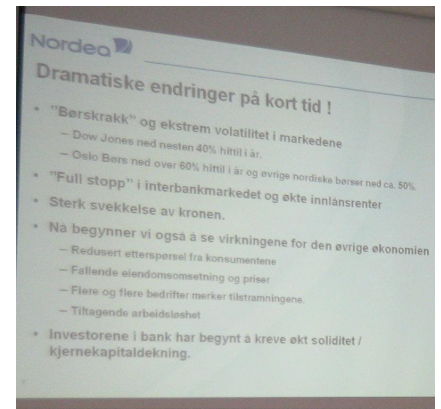 Nordea
Dramatiske endringer på kort tid !
• "Børskrakk" og ekstrem volatilitet i markedene
– Dow Jones ned nesten 40% hittil i år.
– Oslo Børs ned over 60% hittil i år og øvrige nordiske børser ned ca. 50%.
• "Full stopp" i interbankmarkedet og økte innlånsrenter
• Sterk svekkelse av kronen.
• Nå begynner vi også å se virkningene for den øvrige økonomien
– Redusert etterspørsel fra konsumentene
– Fallende eiendomsomsetning og priser
– Flere og flere bedrifter merker tilstramningene.
– Tiltagende arbeidsløshet
• Investorene i bank har begynt å kreve økt soliditet /
kjernekapitaldekning.